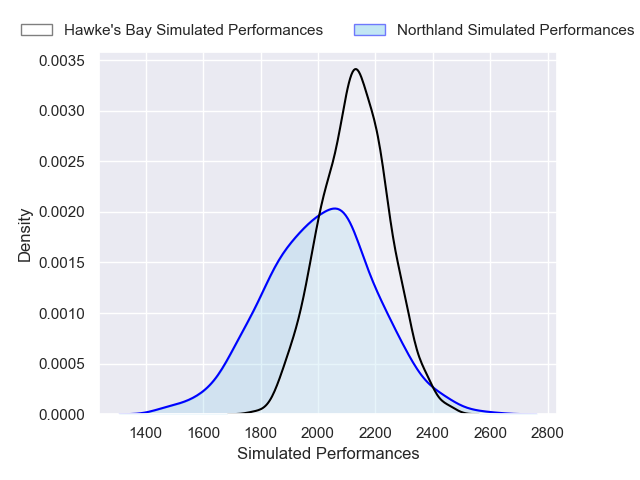 Hawke's Bay Simulated Performances Northland Simulated Performances
0.0035
0.0030
0.0025
0.0020
0.0015
0.0010
0.0005
0.0000
Density
1400 1600 1800 2000 2200 2400 2600 2800
Simulated Performances